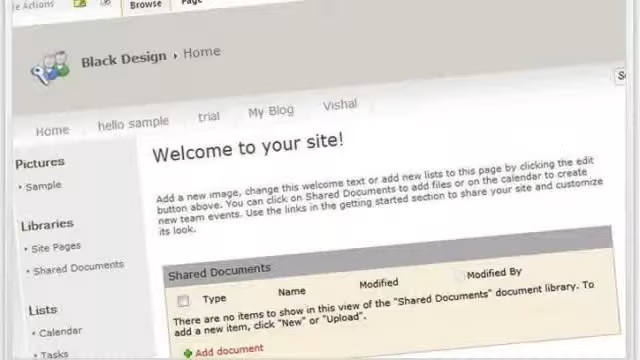 Actions
Browse
Page
Black Design › Home
Home
hello sample
trial
My Blog
Vishal
Pictures
Sample
Libraries
Site Pages
Shared Documents
Lists
Calendar
Tasks
Welcome to your site!
Add a new image, change this welcome text or add new lists to this page by clicking the edit
button above. You can click on Shared Documents to add files or on the calendar to create
new team events. Use the links in the getting started section to share your site and customize
its look.
Shared Documents
Type Name Modified Modified By
There are no items to show in this view of the "Shared Documents" document library. To
add a new item, click "New" or "Upload".
Add document